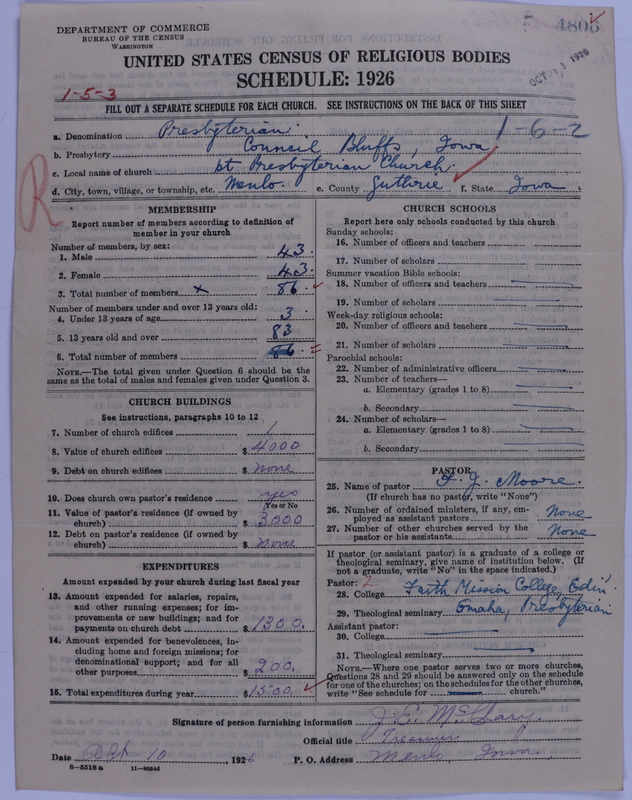 DEPARTMENT OF COMMERCE
BUREAU OF THE CENSUS
WASHINGTON
4806
OCT 13 1926
UNITED STATES CENSUS OF RELIGIOUS BODIES
SCHEDULE: 1926
1-5-3
FILL OUT A SEPARATE SCHEDULE FOR EACH CHURCH. SEE INSTRUCTIONS ON THE BACK OF THIS SHEET
1-6-2
a. Denomination Presbyterian.
b. Presbytery Council Bluffs, Iowa.
c. Local name of church Presbyterian Church.
d. City, town, village, or township, etc. Menlo. e. County Guthrie f. State Iowa
R
MEMBERSHIP
Report number of members according to definition of member in your church
Number of members, by sex:
1. Male 43.
2. Female 43.
3. Total number of members x 86
Number of members under and over 13 years old:
4. Under 13 years of age 3
5. 13 years old and over 83
6. Total number of members 86
NOTE.—The total given under Question 6 should be the
same as the total of males and females given under Question 3.
CHURCH BUILDINGS
See instructions, paragraphs 10 to 12
7. Number of church edifices 1
8. Value of church edifices $ 4000
9. Debt on church edifices $ none
10. Does church own pastor's residence yes
(Yes or No)
11. Value of pastor's residence (if owned by
church) $ 3000
12. Debt on pastor's residence (if owned by
church) $ none
EXPENDITURES
Amount expended by your church during last fiscal year
13. Amount expended for salaries, repairs,
and other running expenses; for im-
provements or new buildings; and for
payments on church debt $ 1300.
14. Amount expended for benevolences, in-
cluding home and foreign missions; for
denominational support; and for all
other purposes $ 200.
15. Total expenditures during year $ 1500.
CHURCH SCHOOLS
Report here only schools conducted by this church
Sunday schools:
16. Number of officers and teachers
17. Number of scholars
Summer vacation Bible schools:
18. Number of officers and teachers
19. Number of scholars
Week-day religious schools:
20. Number of officers and teachers
21. Number of scholars
Parochial schools:
22. Number of administrative officers
23. Number of teachers—
a. Elementary (grades 1 to 8)
b. Secondary
24. Number of scholars—
a. Elementary (grades 1 to 8)
b. Secondary
PASTOR
25. Name of pastor J. Moore.
(If church has no pastor, write "None")
26. Number of ordained ministers, if any, em-
ployed as assistant pastors None
27. Number of other churches served by the
pastor or his assistants None
If pastor (or assistant pastor) is a graduate of a college or
theological seminary, give name of institution below. (If
not a graduate, write "No" in the space indicated.)
Pastor: 2
28. College Faith Mission College, Edin.
29. Theological seminary Omaha, Presbyterian
Assistant pastor:
30. College
31. Theological seminary
NOTE.—Where one pastor serves two or more churches,
Questions 28 and 29 should be answered only on the schedule
for one of the churches; on the schedules for the other churches,
write "See schedule for church."
Signature of person furnishing information J. E. McClary.
Official title Treasurer
Date Oct 10, 1926 P. O. Address Menlo, Iowa.
8—5518 a 11—90546